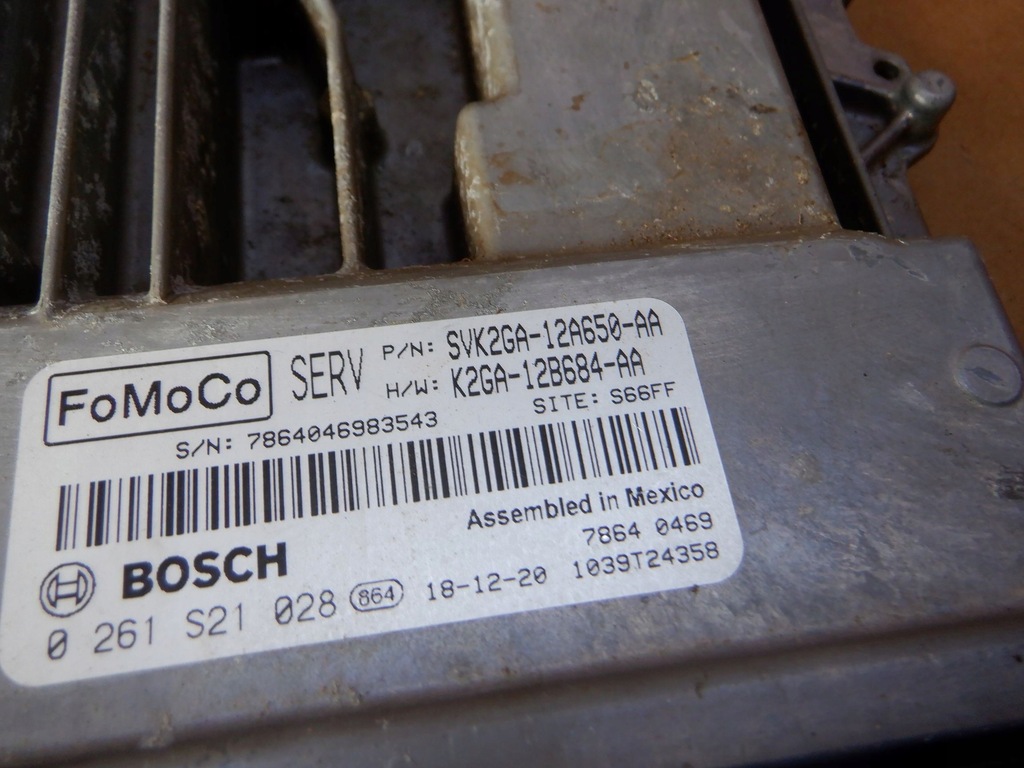 FoMoCo SERV P/N: SVK2GA-12A650-AA
H/W: K2GA-12B684-AA
S/N: 7864046983543 SITE: S66FF
Assembled in Mexico
BOSCH 7864 0469
0 261 S21 028 864 18-12-20 1039T24358